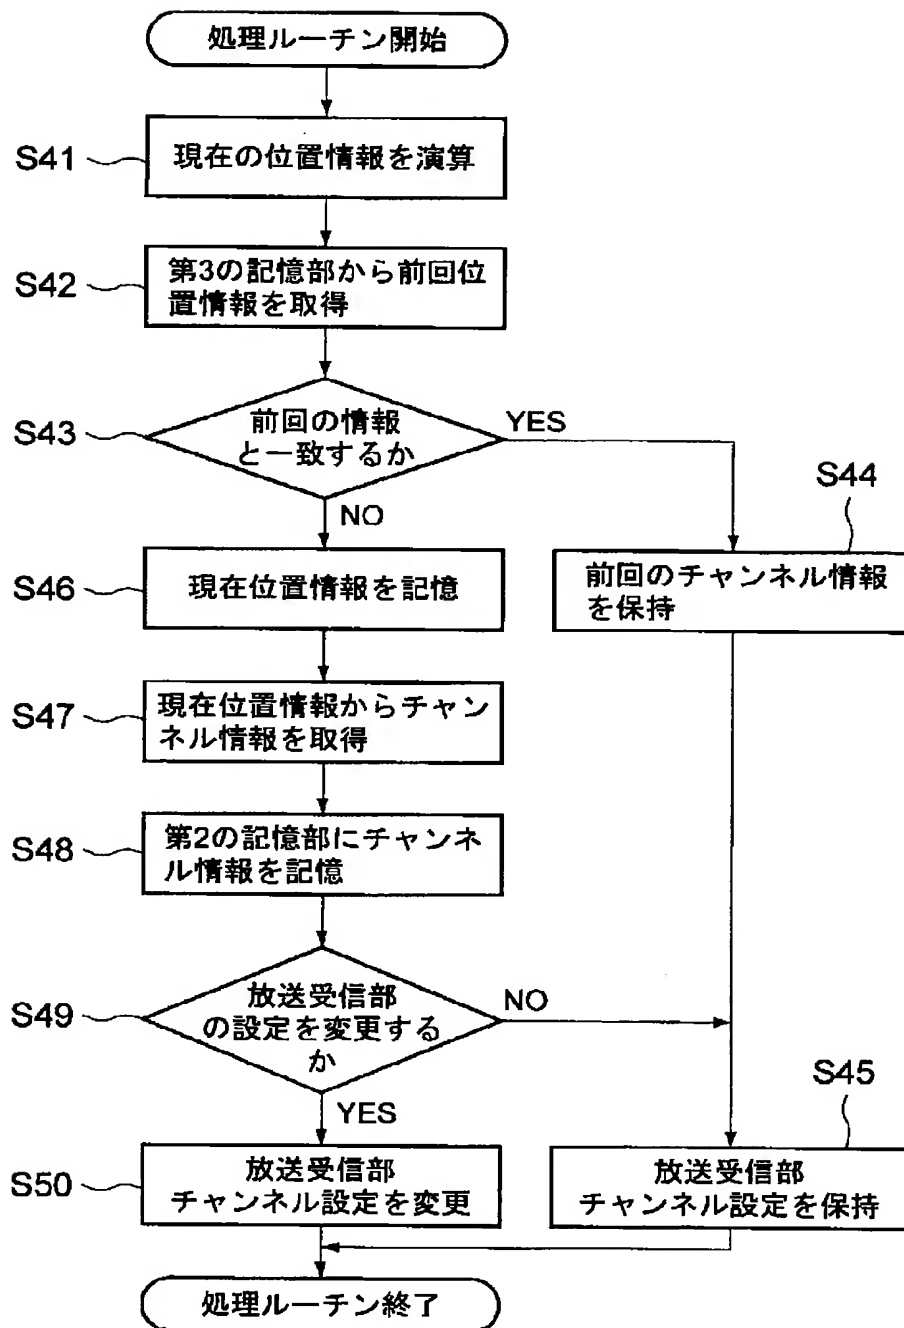 処理ルーチン開始
S41
現在の位置情報を演算
S42
第3の記憶部から前回位
置情報を取得
S43
前回の情報
と一致するか
YES
NO
S44
前回のチャンネル情報
を保持
S46
現在位置情報を記憶
S47
現在位置情報からチャン
ネル情報を取得
S48
第2の記憶部にチャンネ
ル情報を記憶
S49
放送受信部
の設定を変更する
か
NO
YES
S45
放送受信部
チャンネル設定を保持
S50
放送受信部
チャンネル設定を変更
処理ルーチン終了